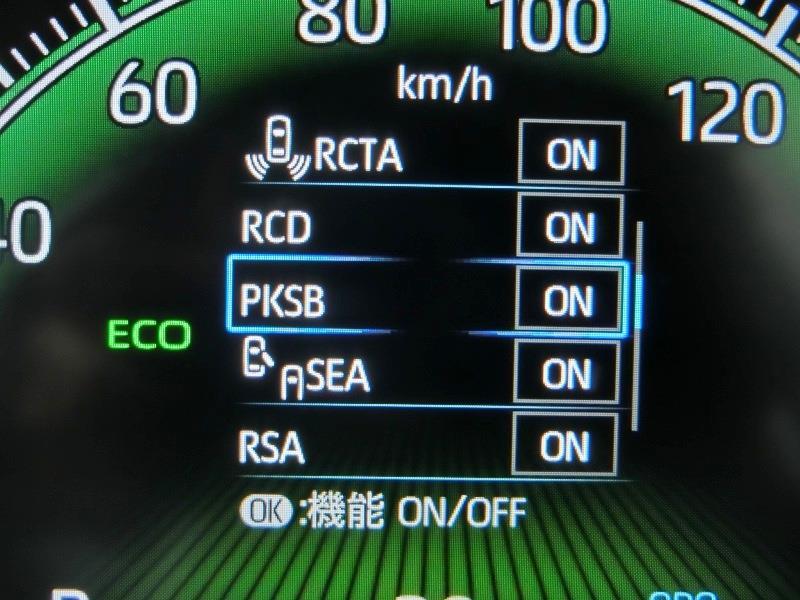 80 100
60 km/h 120
RCTA ON
40
RCD ON
PKSB ON
ECO
SEA ON
RSA ON
OK:機能 ON/OFF